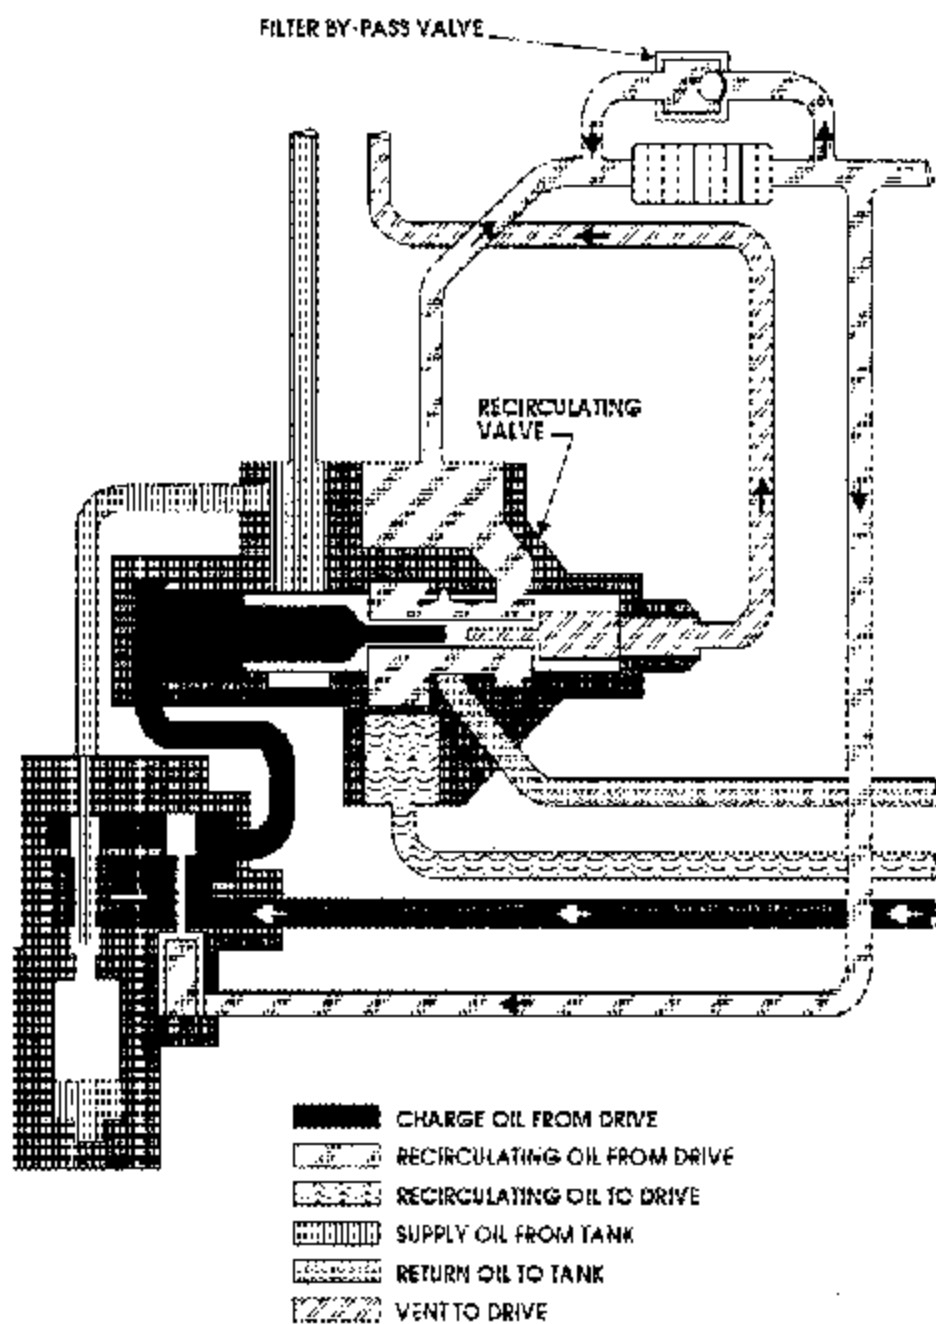 FILTER BY-PASS VALVE
RECIRCULATING
VALVE
CHARGE OIL FROM DRIVE
RECIRCULATING OIL FROM DRIVE
RECIRCULATING OIL TO DRIVE
SUPPLY OIL FROM TANK
RETURN OIL TO TANK
VENT TO DRIVE